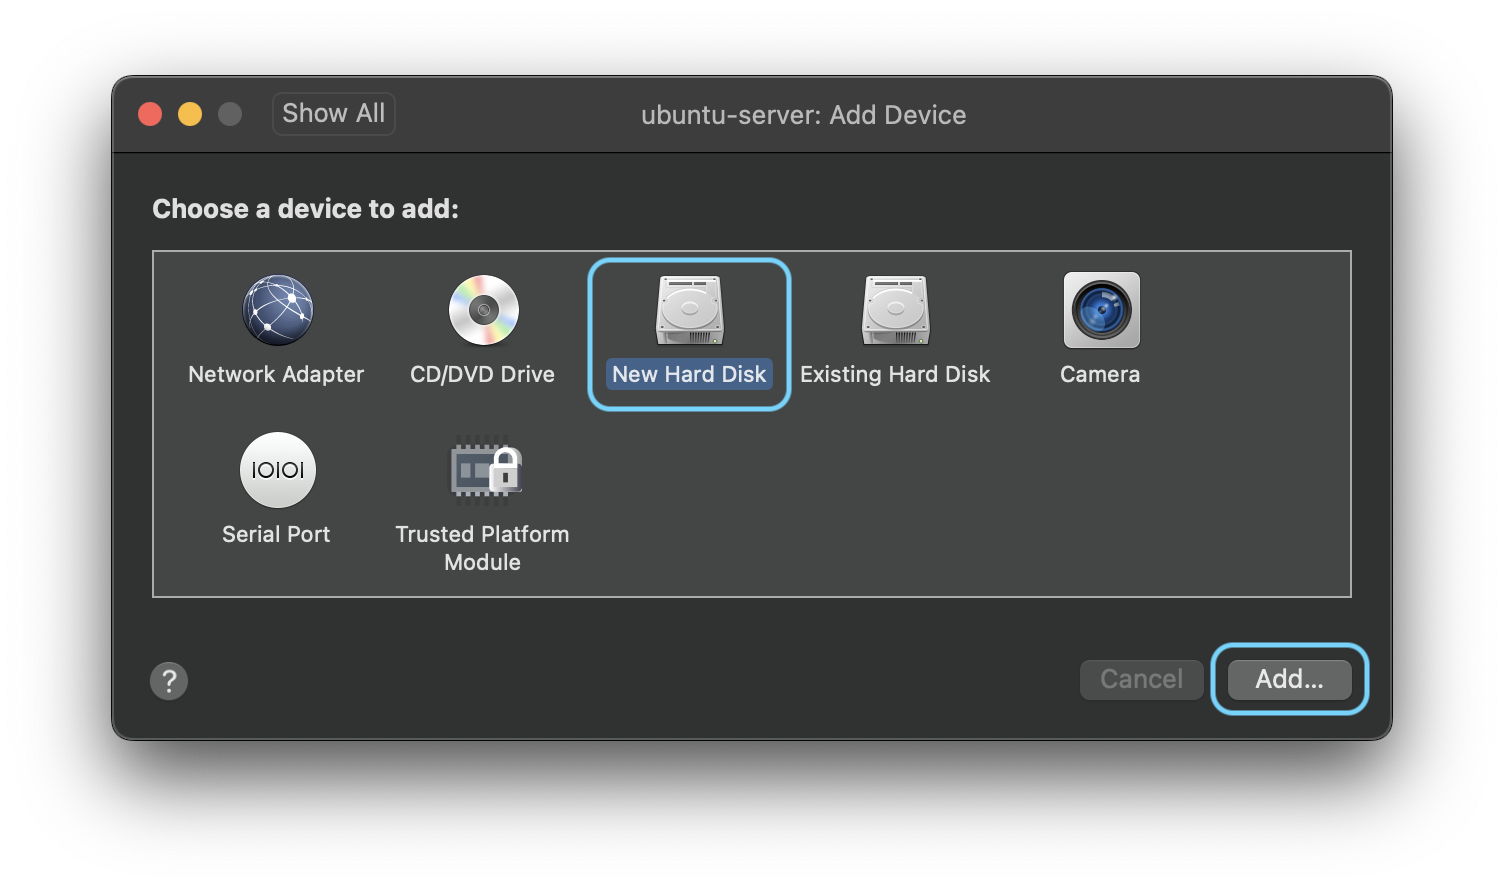 Show All
ubuntu-server: Add Device
Choose a device to add:
Network Adapter
CD/DVD Drive
New Hard Disk
Existing Hard Disk
Camera
IOIOI
Serial Port
Trusted Platform
Module
?
Cancel
Add...